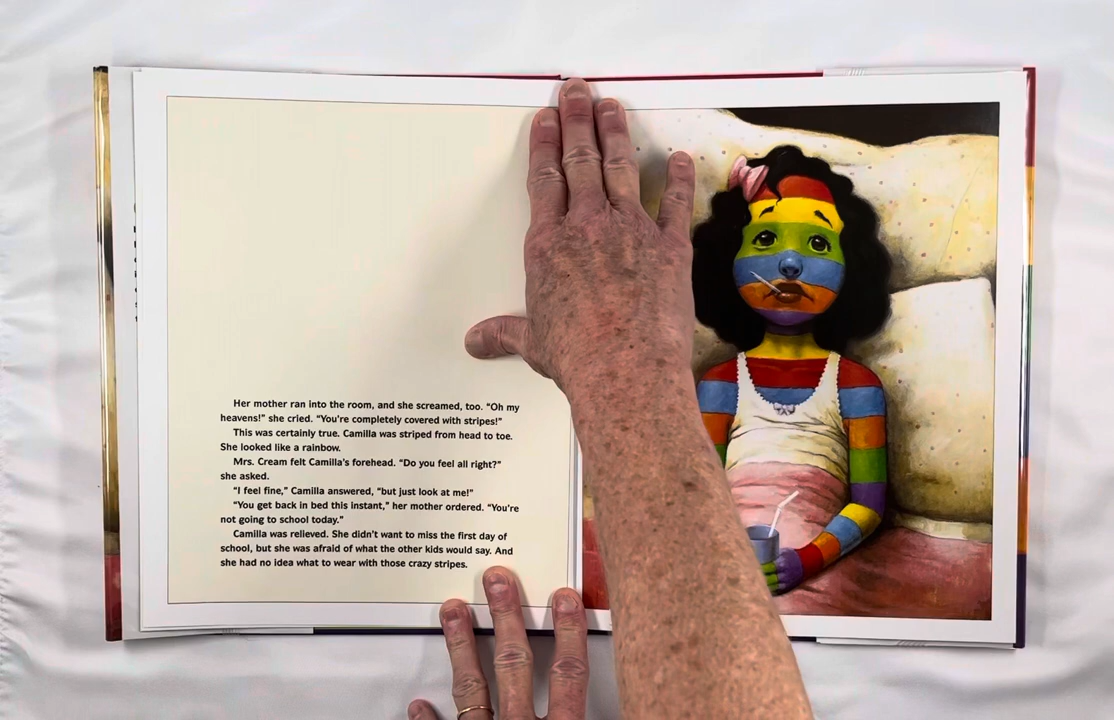 Her mother ran into the room, and she screamed, too. “Oh my
heavens!” she cried. “You're completely covered with stripes!”
This was certainly true. Camilla was striped from head to toe.
She looked like a rainbow.
Mrs. Cream felt Camilla's forehead. “Do you feel all right?”
she asked.
“I feel fine,” Camilla answered, “but just look at me!”
“You get back in bed this instant,” her mother ordered. “You're
not going to school today.”
Camilla was relieved. She didn't want to miss the first day of
school, but she was afraid of what the other kids would say. And
she had no idea what to wear with those crazy stripes.